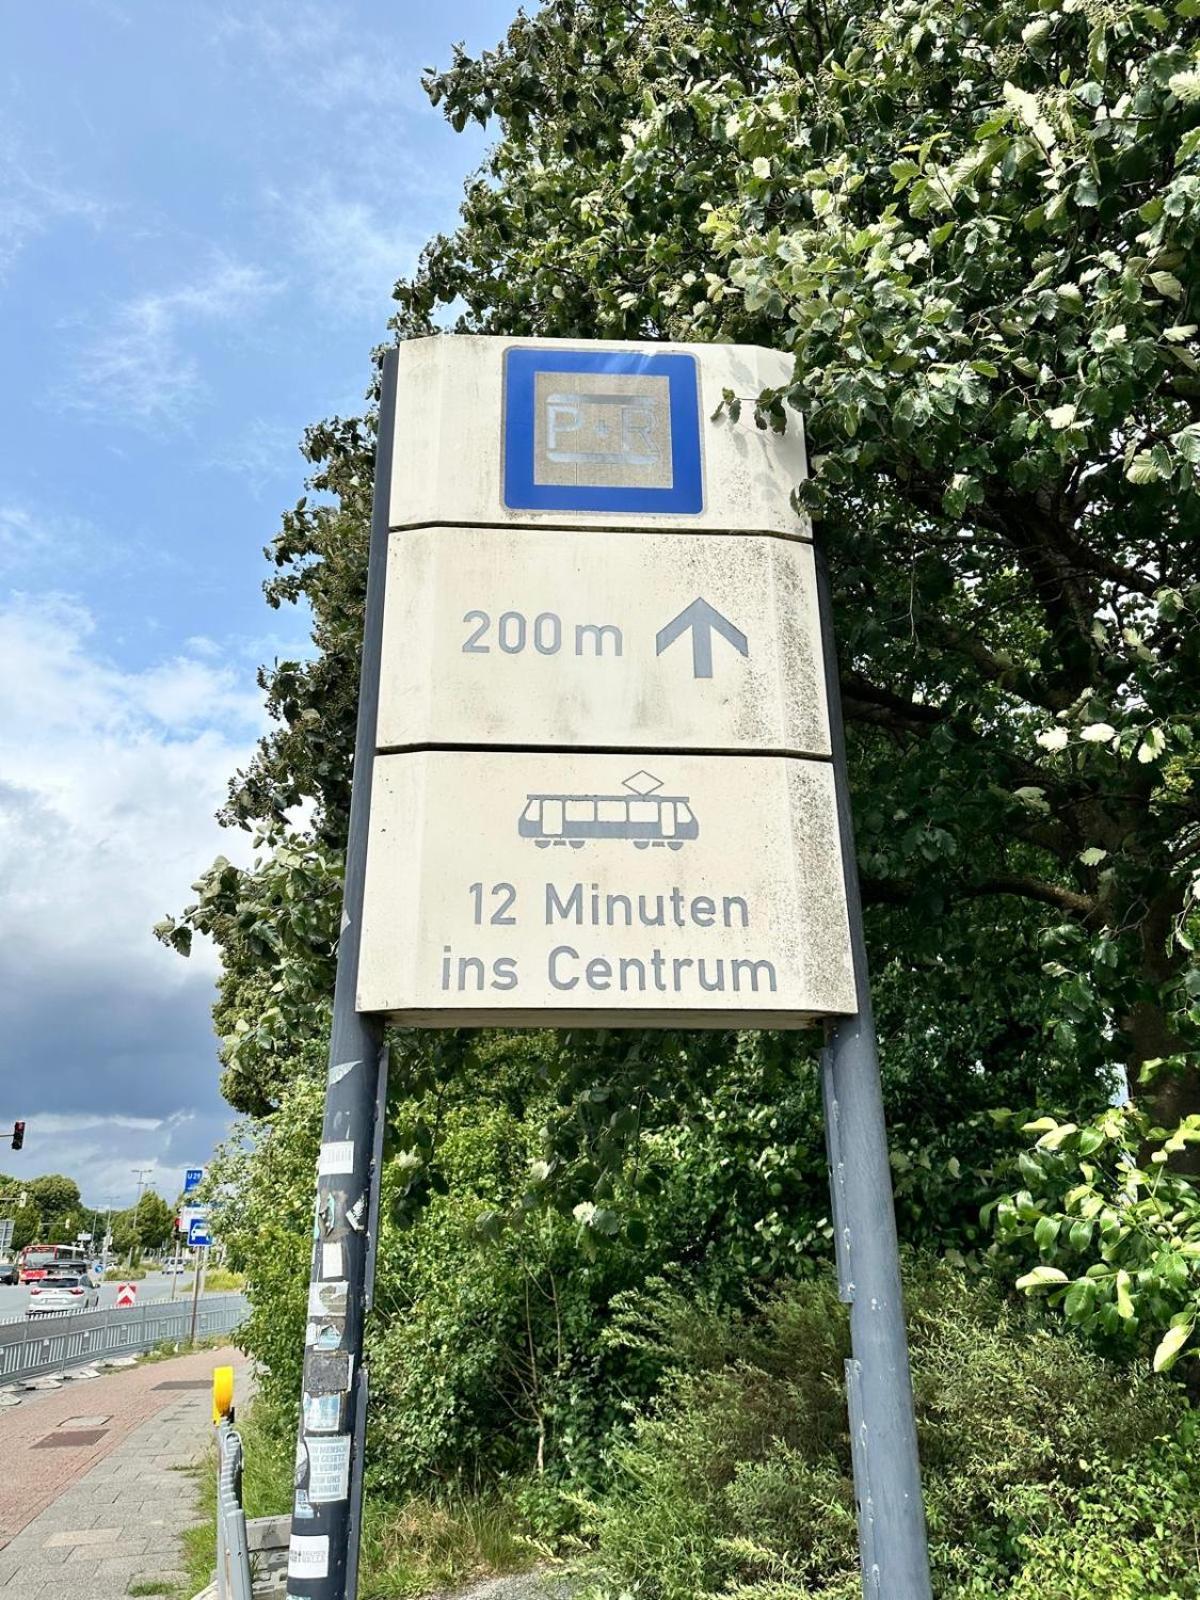 P+R
200m
12 Minuten
ins Centrum